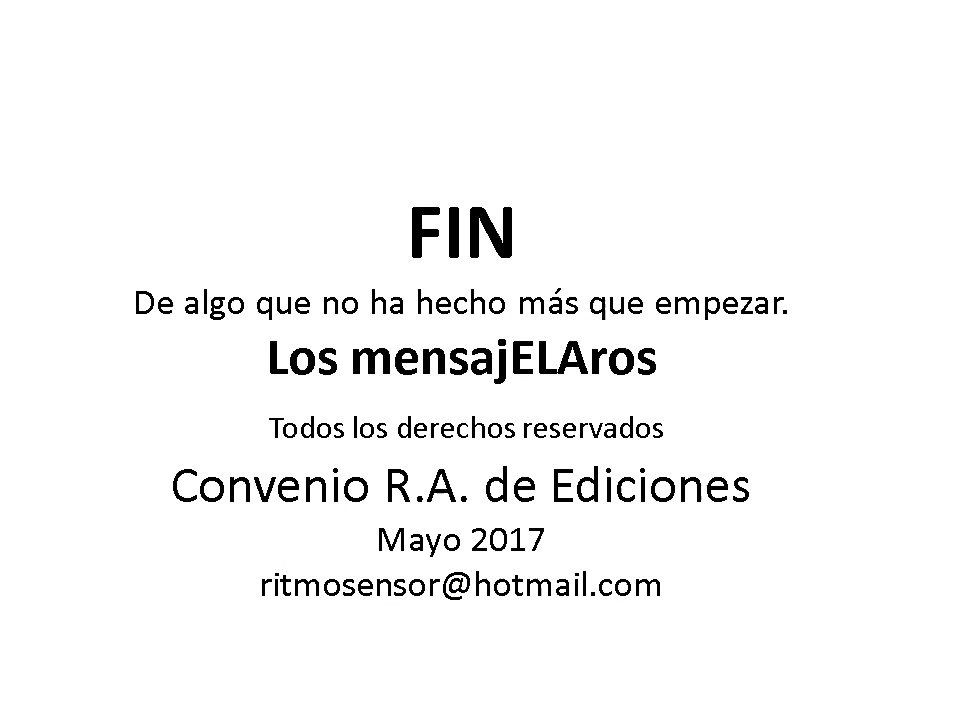 FIN
De algo que no ha hecho más que empezar.
Los mensajELAros
Todos los derechos reservados
Convenio R.A. de Ediciones
Mayo 2017
ritmosensor@hotmail.com